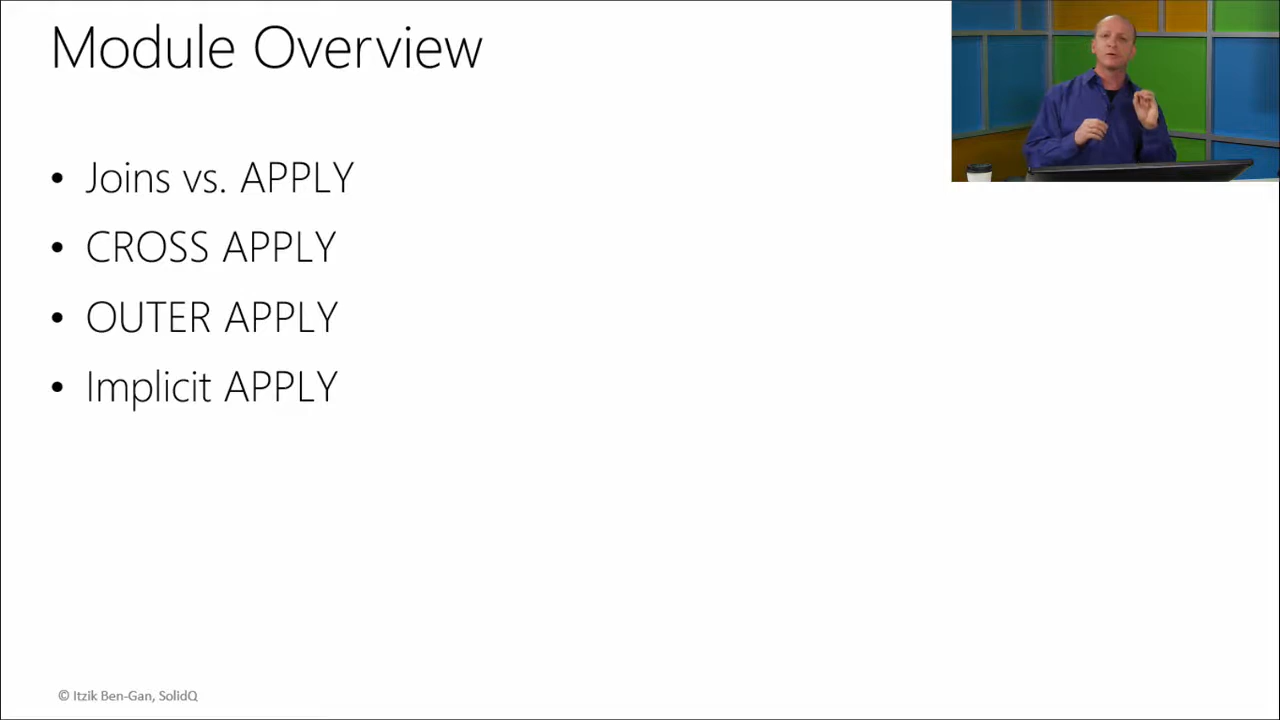 Module Overview
• Joins vs. APPLY
• CROSS APPLY
• OUTER APPLY
• Implicit APPLY
© Itzik Ben-Gan, SolidQ